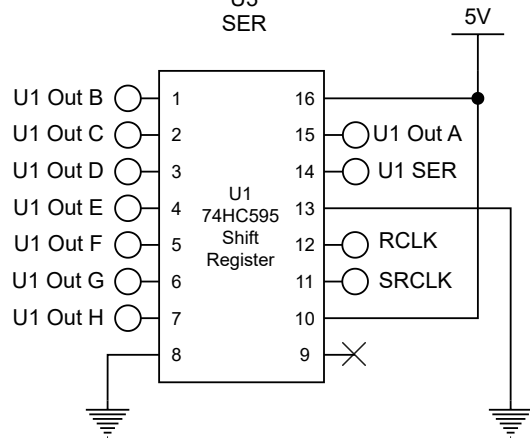 SER
5V
U1 Out B
1
16
U1 Out C
2
15
U1 Out A
U1 Out D
3
14
U1 SER
U1 Out E
4
13
U1
74HC595
Shift
Register
U1 Out F
5
12
RCLK
U1 Out G
6
11
SRCLK
U1 Out H
7
10
8
9